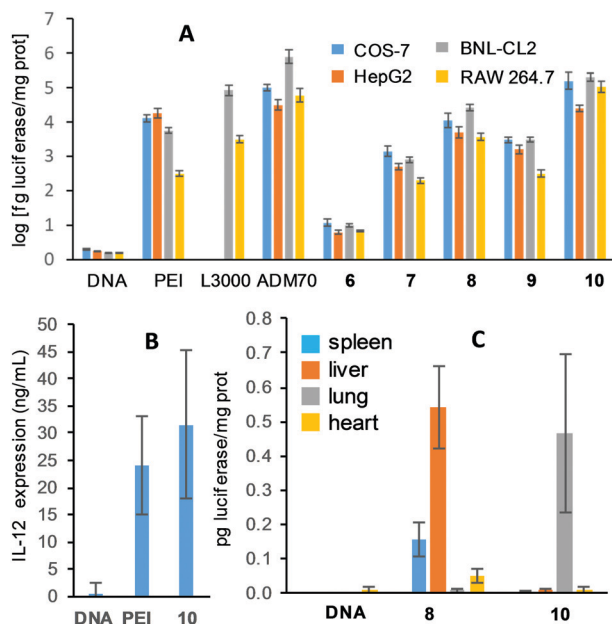 A
COS-7
BNL-CL2
HepG2
RAW 264.7
log [fg luciferase/mg prot]
7
6
5
4
3
2
1
0
DNA PEI L3000 ADM70 6 7 8 9 10
B
IL-12 expression (ng/mL)
50
45
40
35
30
25
20
15
10
5
0
DNA PEI 10
C
spleen
liver
lung
heart
pg luciferase/mg prot
0.8
0.7
0.6
0.5
0.4
0.3
0.2
0.1
0.0
DNA 8 10